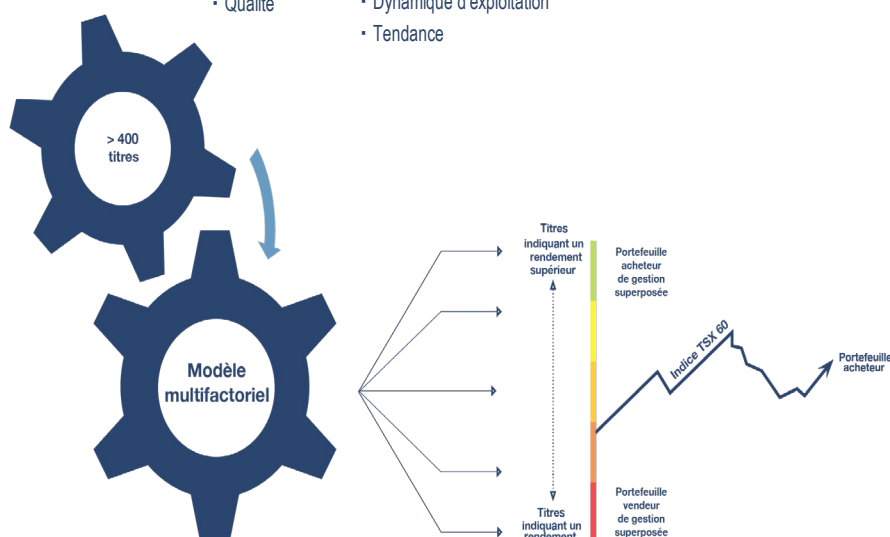 · Qualité
· Dynamique d'exploitation
· Tendance
> 400
titres
Modèle
multifactoriel
Titres
indiquant un
rendement
supérieur
Portefeuille
acheteur
de gestion
superposée
Indice TSX 60
Portefeuille
acheteur
Titres
indiquant un
rendement
Portefeuille
vendeur
de gestion
superposée